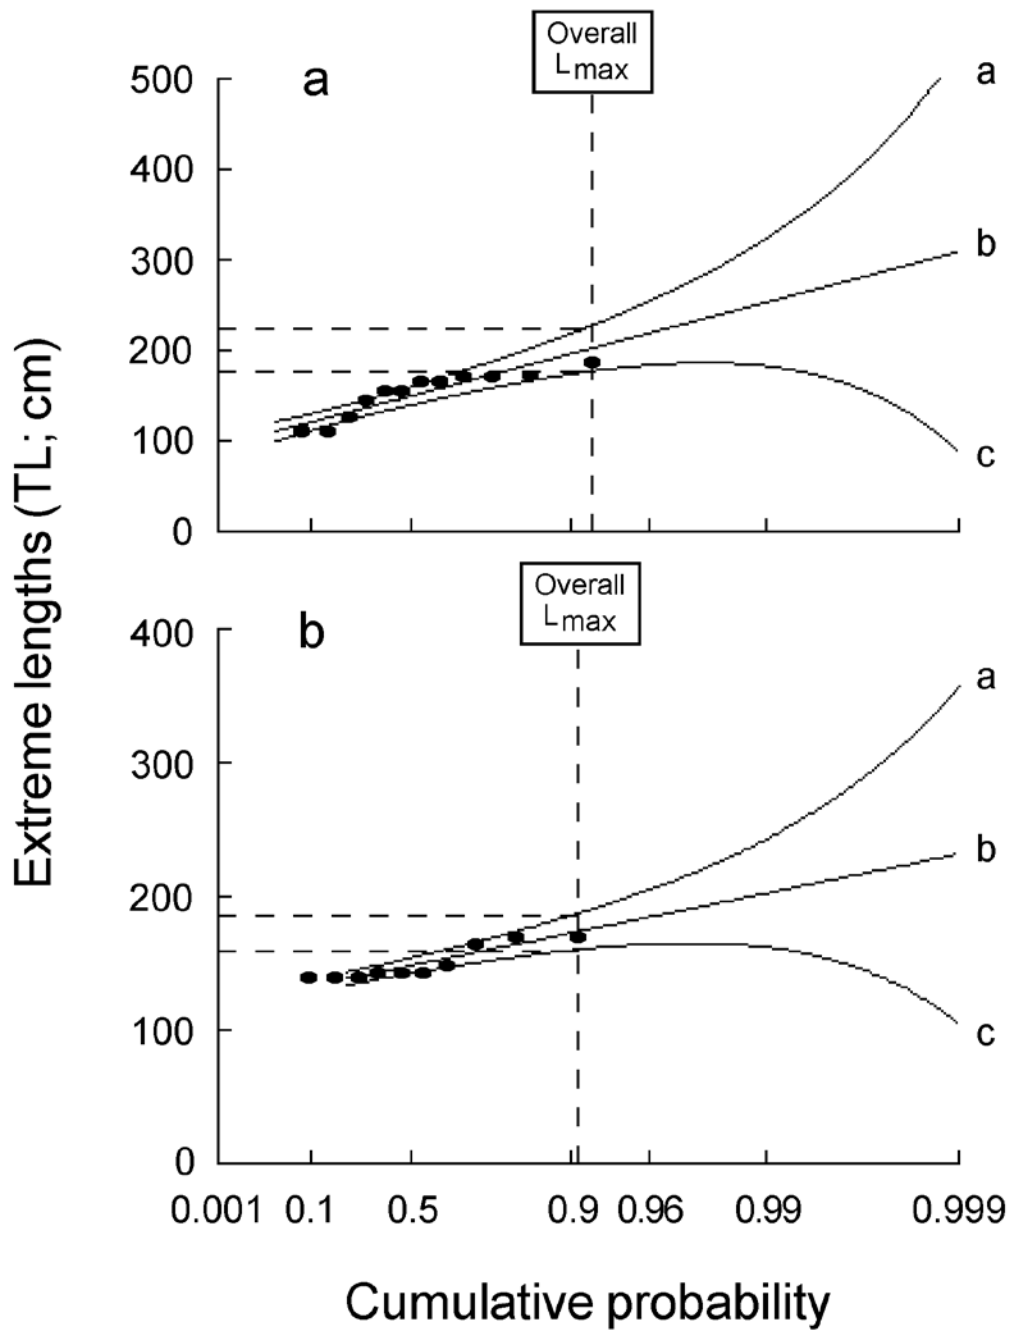 Overall
Lmax
a
500
400
300
200
100
0
a
b
c
Extreme lengths (TL; cm)
Overall
Lmax
b
400
300
200
100
0
a
b
c
0.001 0.1 0.5 0.9 0.96 0.99 0.999
Cumulative probability